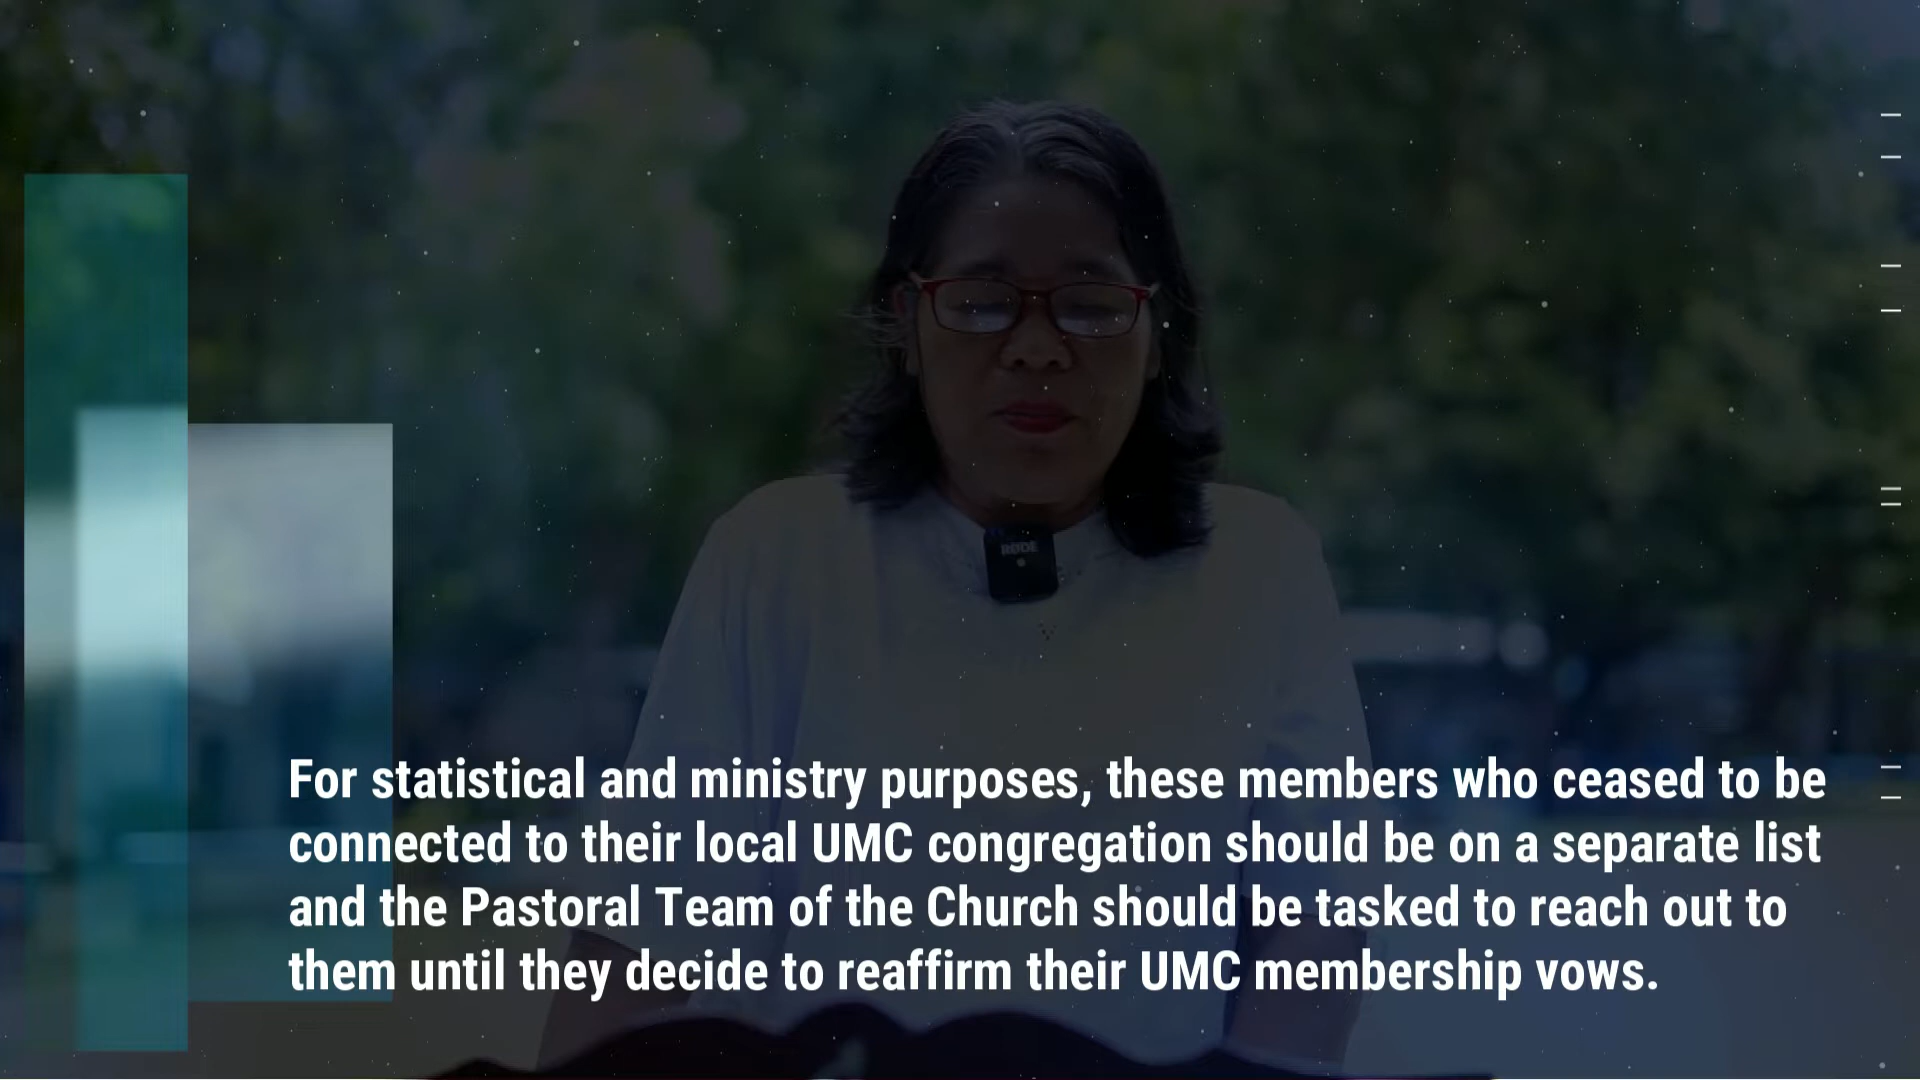 RØDE
For statistical and ministry purposes, these members who ceased to be
connected to their local UMC congregation should be on a separate list
and the Pastoral Team of the Church should be tasked to reach out to
them until they decide to reaffirm their UMC membership vows.